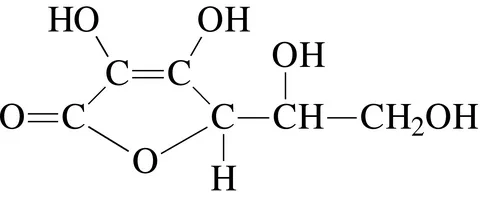 HO OH
C=C OH
O=C C—CH—CH₂OH
O H